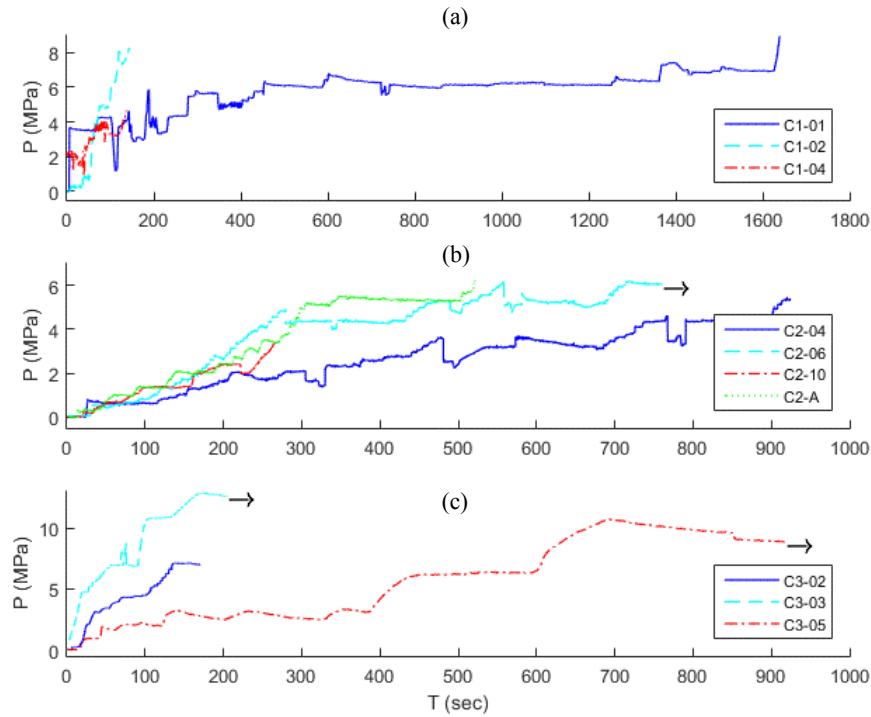 (a)
P (MPa)
8
6
4
2
0
C1-01
C1-02
C1-04
0 200 400 600 800 1000 1200 1400 1600 1800
(b)
P (MPa)
6
4
2
0
C2-04
C2-06
C2-10
C2-A
0 100 200 300 400 500 600 700 800 900 1000
(c)
P (MPa)
10
5
0
C3-02
C3-03
C3-05
0 100 200 300 400 500 600 700 800 900 1000
T (sec)